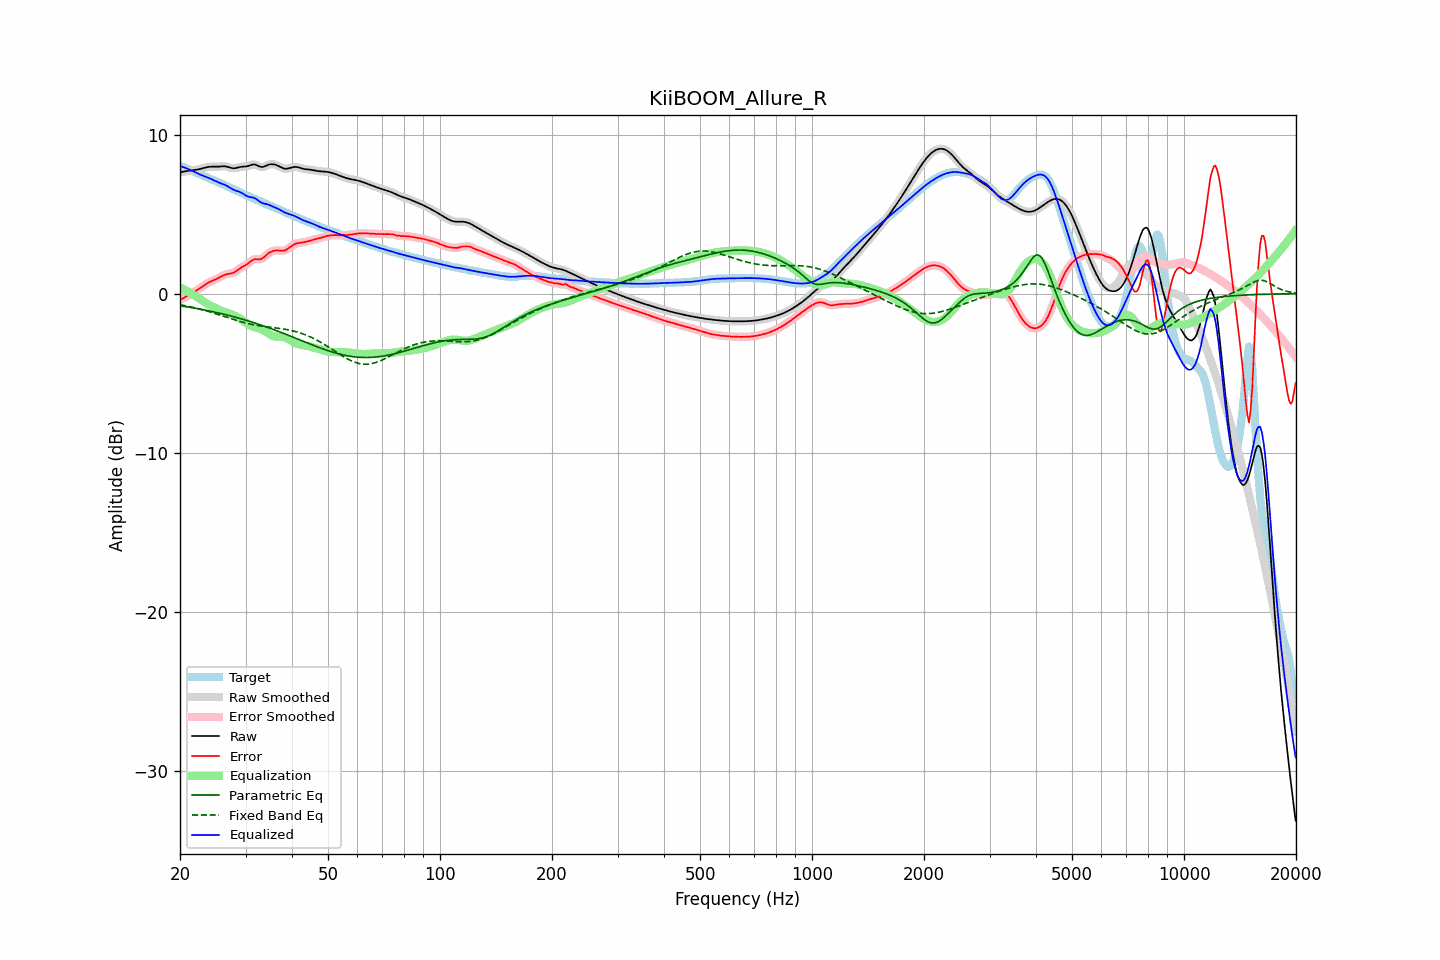 KiiBOOM_Allure_R
10
0
−10
−20
−30
Amplitude (dBr)
Target
Raw Smoothed
Error Smoothed
Raw
Error
Equalization
Parametric Eq
Fixed Band Eq
Equalized
20 50 100 200 500 1000 2000 5000 10000 20000
Frequency (Hz)